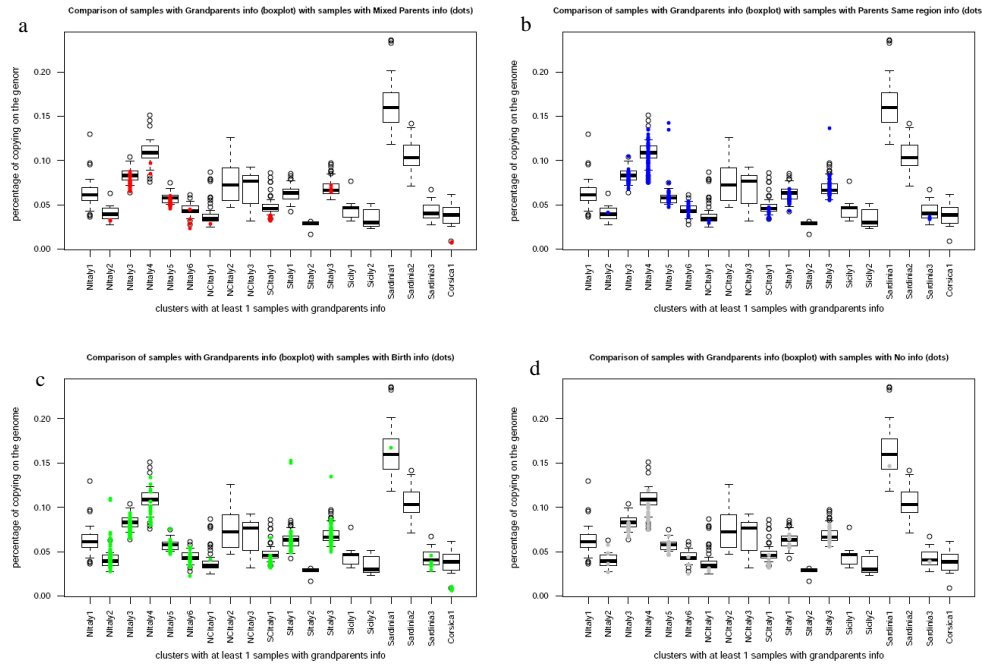 Comparison of samples with Grandparents info (boxplot) with samples with Mixed Parents info (dots)
a
percentage of copying on the genom
0.20
0.15
0.10
0.05
0.00
NItaly1 NItaly2 NItaly3 NItaly4 NItaly5 NItaly6 NCItaly1 NCItaly2 NCItaly3 SCItaly1 SItaly1 SItaly2 SItaly3 Sicily1 Sicily2 Sardinia1 Sardinia2 Sardinia3 Corsica1
clusters with at least 1 samples with grandparents info
Comparison of samples with Grandparents info (boxplot) with samples with Parents Same region info (dots
b
percentage of copying on the genome
0.20
0.15
0.10
0.05
0.00
NItaly1 NItaly2 NItaly3 NItaly4 NItaly5 NItaly6 NCItaly1 NCItaly2 NCItaly3 SCItaly1 SItaly1 SItaly2 SItaly3 Sicily1 Sicily2 Sardinia1 Sardinia2 Sardinia3 Corsica1
clusters with at least 1 samples with grandparents info
Comparison of samples with Grandparents info (boxplot) with samples with Birth info (dots)
c
percentage of copying on the genome
0.20
0.15
0.10
0.05
0.00
NItaly1 NItaly2 NItaly3 NItaly4 NItaly5 NItaly6 NCItaly1 NCItaly2 NCItaly3 SCItaly1 SItaly1 SItaly2 SItaly3 Sicily1 Sicily2 Sardinia1 Sardinia2 Sardinia3 Corsica1
clusters with at least 1 samples with grandparents info
Comparison of samples with Grandparents info (boxplot) with samples with No info (dots)
d
percentage of copying on the genome
0.20
0.15
0.10
0.05
0.00
NItaly1 NItaly2 NItaly3 NItaly4 NItaly5 NItaly6 NCItaly1 NCItaly2 NCItaly3 SCItaly1 SItaly1 SItaly2 SItaly3 Sicily1 Sicily2 Sardinia1 Sardinia2 Sardinia3 Corsica1
clusters with at least 1 samples with grandparents info